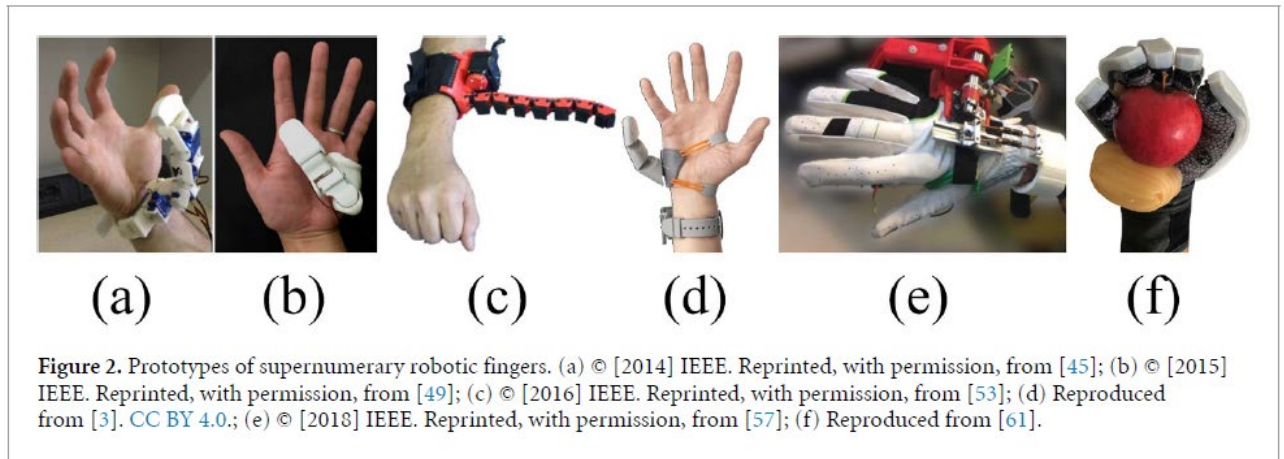 (a) (b) (c) (d) (e) (f)
Figure 2. Prototypes of supernumerary robotic fingers. (a) © [2014] IEEE. Reprinted, with permission, from [45]; (b) © [2015]
IEEE. Reprinted, with permission, from [49]; (c) © [2016] IEEE. Reprinted, with permission, from [53]; (d) Reproduced
from [3]. CC BY 4.0.; (e) © [2018] IEEE. Reprinted, with permission, from [57]; (f) Reproduced from [61].